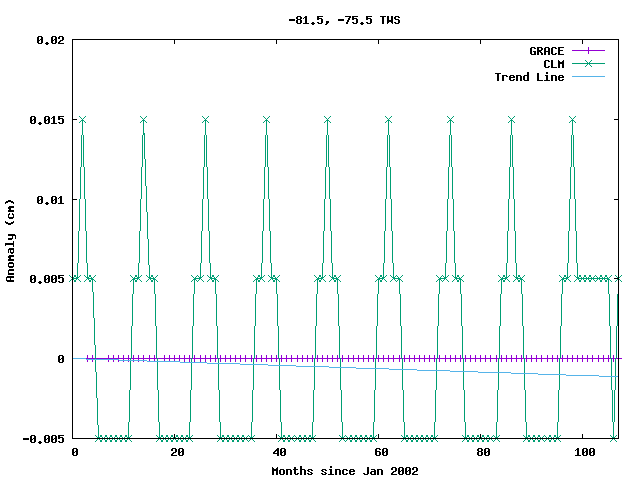 -81.5, -75.5 TWS
GRACE
CLM
Trend Line
0.02
0.015
0.01
0.005
0
-0.005
Anomaly (cm)
0 20 40 60 80 100
Months since Jan 2002